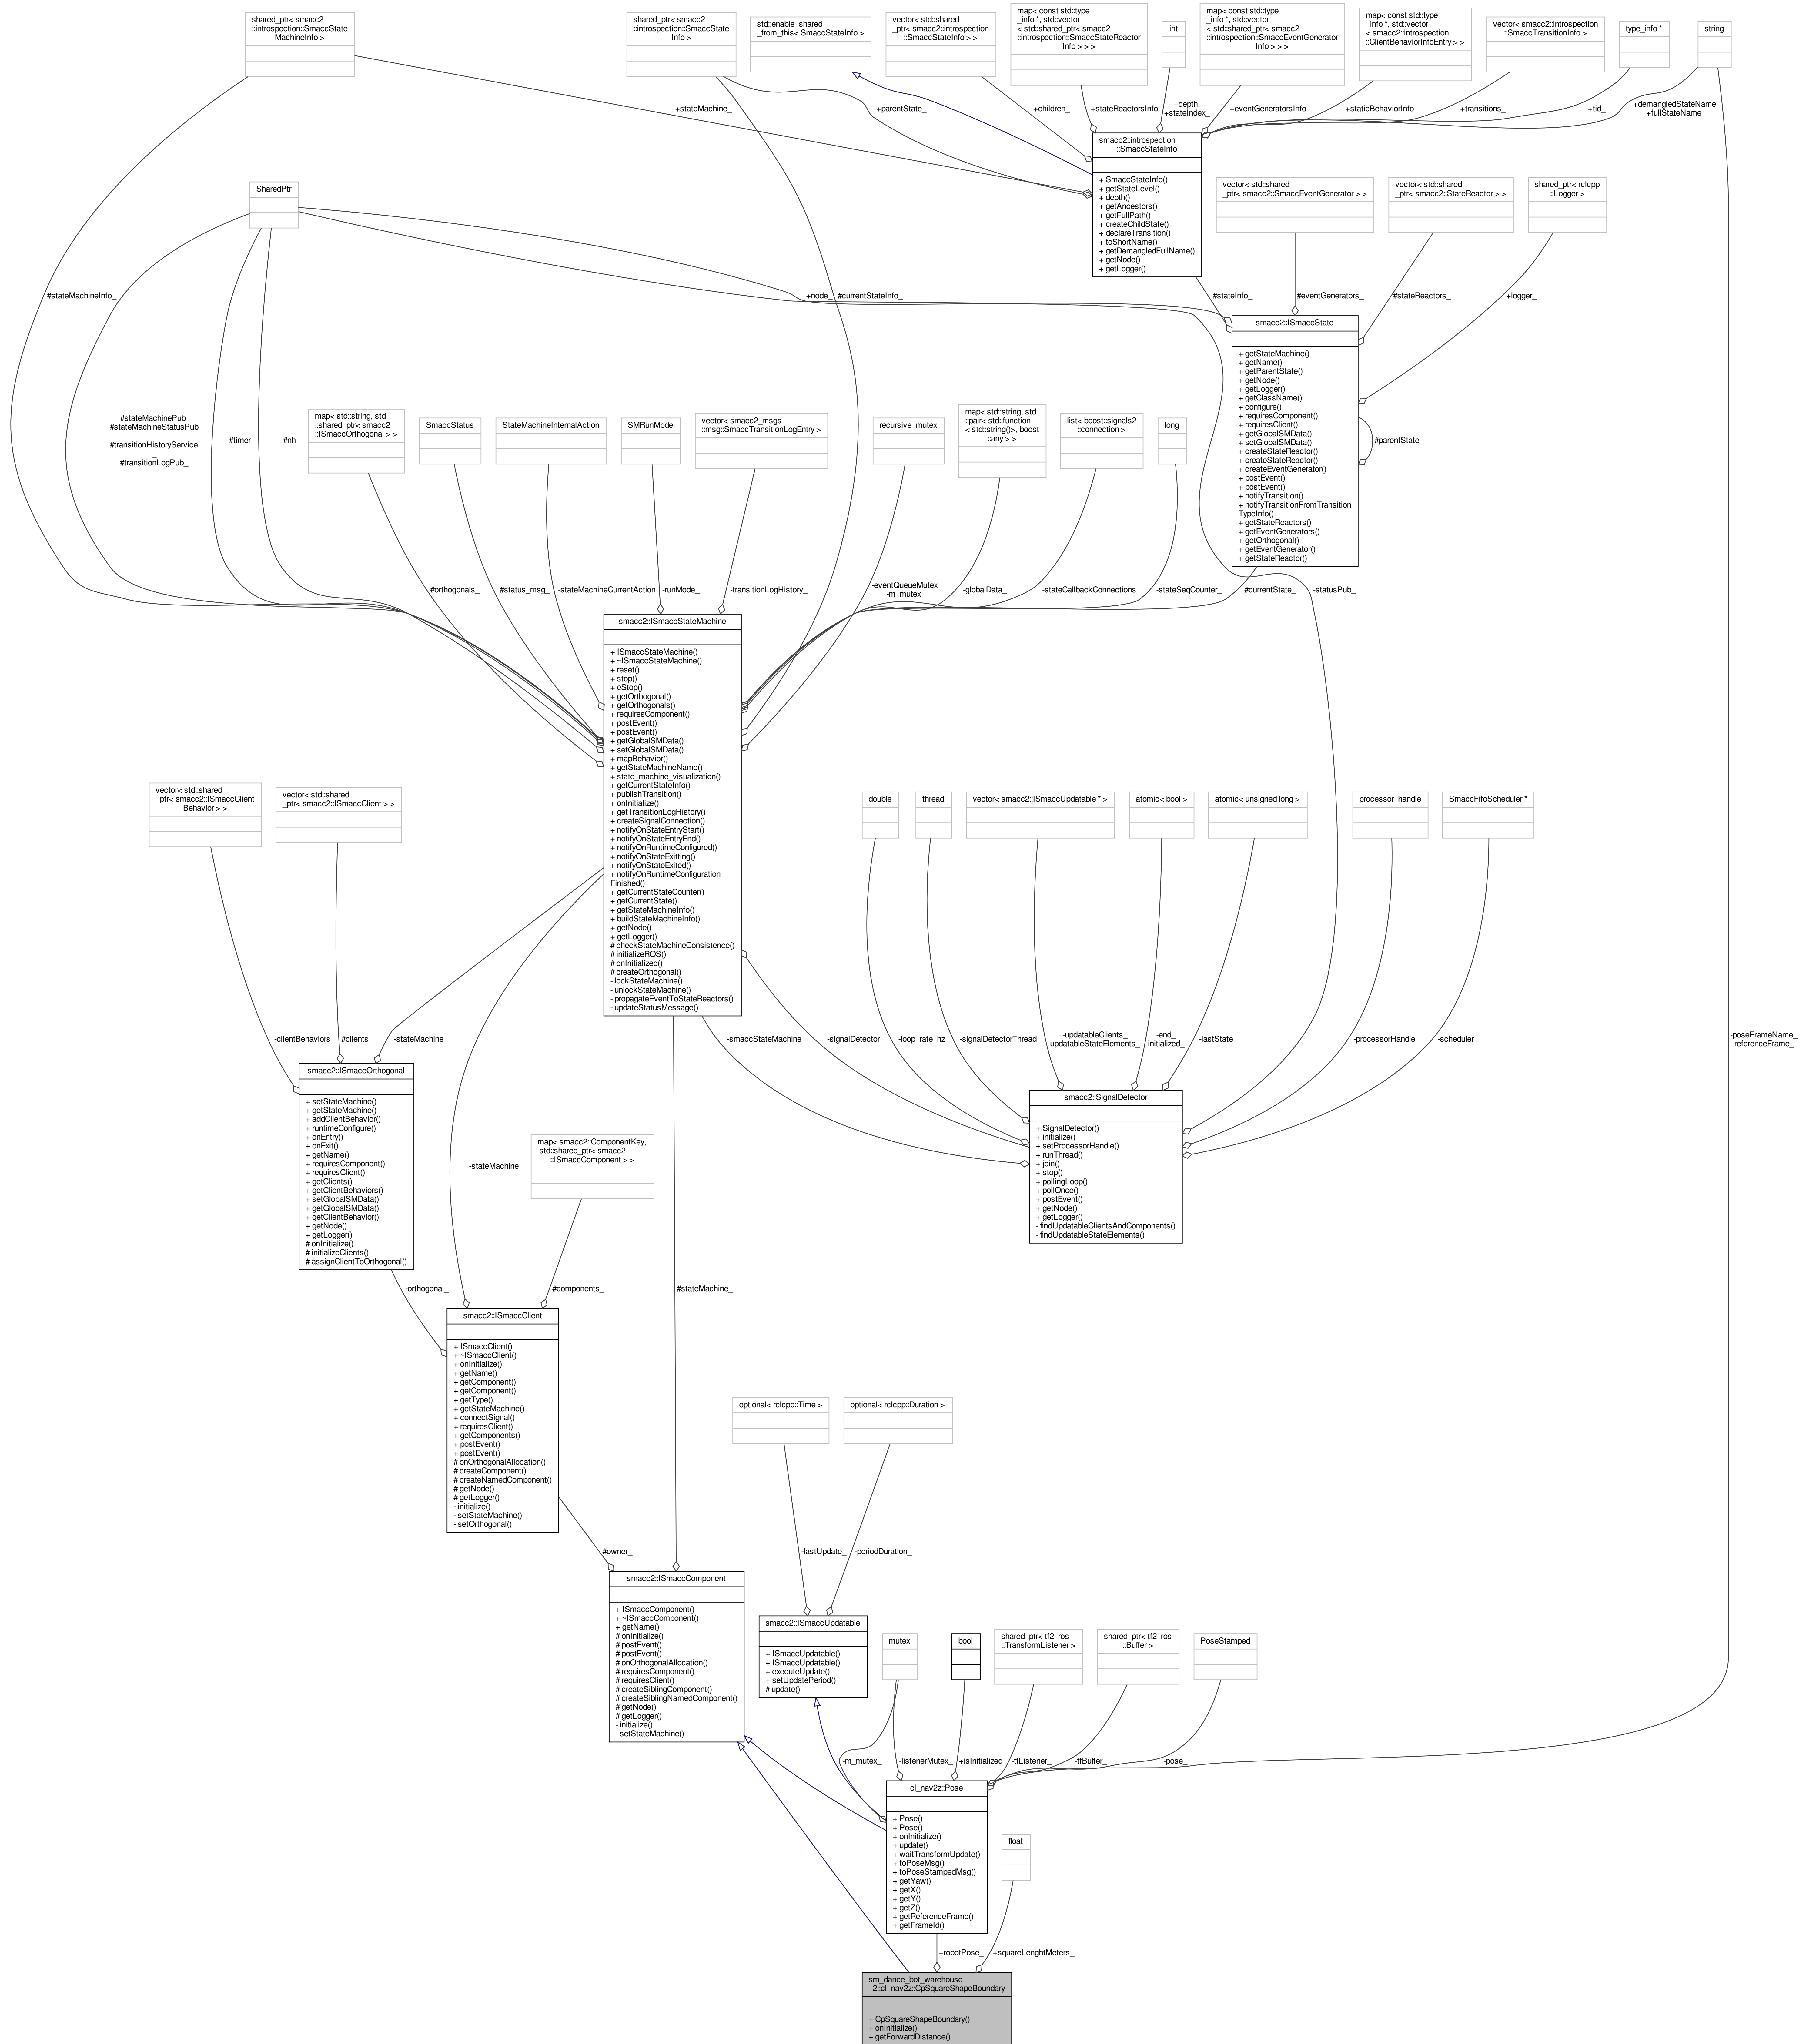 shared_ptr< smacc2
::introspection::SmaccState
MachineInfo >
shared_ptr< smacc2
::introspection::SmaccState
Info >
std::enable_shared
_from_this< SmaccStateInfo >
vector< std::shared
_ptr< smacc2::introspection
::SmaccStateInfo > >
map< const std::type
_info *, std::vector
< std::shared_ptr< smacc2
::introspection::SmaccStateReactor
Info > > >
int
map< const std::type
_info *, std::vector
< std::shared_ptr< smacc2
::introspection::SmaccEventGenerator
Info > > >
map< const std::type
_info *, std::vector
< smacc2::introspection
::ClientBehaviorInfoEntry > >
vector< smacc2::introspection
::SmaccTransitionInfo >
type_info *
string
+stateMachine_
+parentState_
+children_
+stateReactorsInfo
+depth_
+stateIndex_
+eventGeneratorsInfo
+staticBehaviorInfo
+transitions_
+tid_
+demangledStateName
+fullStateName
smacc2::introspection
::SmaccStateInfo
+ SmaccStateInfo()
+ getStateLevel()
+ depth()
+ getAncestors()
+ getFullPath()
+ createChildState()
+ declareTransition()
+ toShortName()
+ getDemangledFullName()
+ getNode()
+ getLogger()
SharedPtr
vector< std::shared
_ptr< smacc2::SmaccEventGenerator > >
vector< std::shared
_ptr< smacc2::StateReactor > >
shared_ptr< rclcpp
::Logger >
#stateMachineInfo_
+node_
#currentStateInfo_
#stateInfo_
#eventGenerators_
#stateReactors_
+logger_
smacc2::ISmaccState
+ getStateMachine()
+ getName()
+ getParentState()
+ getNode()
+ getLogger()
+ getClassName()
+ configure()
+ requiresComponent()
+ requiresClient()
+ getGlobalSMData()
+ setGlobalSMData()
+ createStateReactor()
+ createStateReactor()
+ createEventGenerator()
+ postEvent()
+ postEvent()
+ notifyTransition()
+ notifyTransitionFromTransition
TypeInfo()
+ getStateReactors()
+ getEventGenerators()
+ getOrthogonal()
+ getEventGenerator()
+ getStateReactor()
#parentState_
#stateMachinePub_
#stateMachineStatusPub
_
#transitionHistoryService
_
#transitionLogPub_
#timer_
#nh_
map< std::string, std
::shared_ptr< smacc2
::ISmaccOrthogonal > >
SmaccStatus
StateMachineInternalAction
SMRunMode
vector< smacc2_msgs
::msg::SmaccTransitionLogEntry >
recursive_mutex
map< std::string, std
::pair< std::function
< std::string()>, boost
::any > >
list< boost::signals2
::connection >
long
#orthogonals_
#status_msg_
-stateMachineCurrentAction
-runMode_
-transitionLogHistory_
-eventQueueMutex_
-m_mutex_
-globalData_
-stateCallbackConnections
-stateSeqCounter_
#currentState_
-statusPub_
smacc2::ISmaccStateMachine
+ ISmaccStateMachine()
+ ~ISmaccStateMachine()
+ reset()
+ stop()
+ eStop()
+ getOrthogonal()
+ getOrthogonals()
+ requiresComponent()
+ postEvent()
+ postEvent()
+ getGlobalSMData()
+ setGlobalSMData()
+ mapBehavior()
+ getStateMachineName()
+ state_machine_visualization()
+ getCurrentStateInfo()
+ publishTransition()
+ onInitialize()
+ getTransitionLogHistory()
+ createSignalConnection()
+ notifyOnStateEntryStart()
+ notifyOnStateEntryEnd()
+ notifyOnRuntimeConfigured()
+ notifyOnStateExitting()
+ notifyOnStateExited()
+ notifyOnRuntimeConfiguration
Finished()
+ getCurrentStateCounter()
+ getCurrentState()
+ getStateMachineInfo()
+ buildStateMachineInfo()
+ getNode()
+ getLogger()
# checkStateMachineConsistence()
# initializeROS()
# onInitialized()
# createOrthogonal()
- lockStateMachine()
- unlockStateMachine()
- propagateEventToStateReactors()
- updateStatusMessage()
vector< std::shared
_ptr< smacc2::ISmaccClient
Behavior > >
vector< std::shared
_ptr< smacc2::ISmaccClient > >
double
thread
vector< smacc2::ISmaccUpdatable * >
atomic< bool >
atomic< unsigned long >
processor_handle
SmaccFifoScheduler *
-clientBehaviors_
#clients_
-stateMachine_
-smaccStateMachine_
-signalDetector_
-loop_rate_hz
-signalDetectorThread_
-updatableClients_
-updatableStateElements_
-end_
-initialized_
-lastState_
-processorHandle_
-scheduler_
-poseFrameName_
-referenceFrame_
smacc2::ISmaccOrthogonal
+ setStateMachine()
+ getStateMachine()
+ addClientBehavior()
+ runtimeConfigure()
+ onEntry()
+ onExit()
+ getName()
+ requiresComponent()
+ requiresClient()
+ getClients()
+ getClientBehaviors()
+ setGlobalSMData()
+ getGlobalSMData()
+ getClientBehavior()
+ getNode()
+ getLogger()
# onInitialize()
# initializeClients()
# assignClientToOrthogonal()
smacc2::SignalDetector
+ SignalDetector()
+ initialize()
+ setProcessorHandle()
+ runThread()
+ join()
+ stop()
+ pollingLoop()
+ pollOnce()
+ postEvent()
+ getNode()
+ getLogger()
- findUpdatableClientsAndComponents()
- findUpdatableStateElements()
-stateMachine_
map< smacc2::ComponentKey,
std::shared_ptr< smacc2
::ISmaccComponent > >
-orthogonal_
#components_
#stateMachine_
smacc2::ISmaccClient
+ ISmaccClient()
+ ~ISmaccClient()
+ onInitialize()
+ getName()
+ getComponent()
+ getComponent()
+ getType()
+ getStateMachine()
+ connectSignal()
+ requiresClient()
+ getComponents()
+ postEvent()
+ postEvent()
# onOrthogonalAllocation()
# createComponent()
# createNamedComponent()
# getNode()
# getLogger()
- initialize()
- setStateMachine()
- setOrthogonal()
optional< rclcpp::Time >
optional< rclcpp::Duration >
#owner_
-lastUpdate_
-periodDuration_
smacc2::ISmaccComponent
+ ISmaccComponent()
+ ~ISmaccComponent()
+ getName()
# onInitialize()
# postEvent()
# postEvent()
# onOrthogonalAllocation()
# requiresComponent()
# requiresClient()
# createSiblingComponent()
# createSiblingNamedComponent()
# getNode()
# getLogger()
- initialize()
- setStateMachine()
smacc2::ISmaccUpdatable
+ ISmaccUpdatable()
+ ISmaccUpdatable()
+ executeUpdate()
+ setUpdatePeriod()
# update()
mutex
bool
shared_ptr< tf2_ros
::TransformListener >
shared_ptr< tf2_ros
::Buffer >
PoseStamped
-m_mutex_
-listenerMutex_
+isInitialized
-tfListener_
-tfBuffer_
-pose_
cl_nav2z::Pose
+ Pose()
+ Pose()
+ onInitialize()
+ update()
+ waitTransformUpdate()
+ toPoseMsg()
+ toPoseStampedMsg()
+ getYaw()
+ getX()
+ getY()
+ getZ()
+ getReferenceFrame()
+ getFrameId()
float
+robotPose_
+squareLenghtMeters_
sm_dance_bot_warehouse
_2::cl_nav2z::CpSquareShapeBoundary
+ CpSquareShapeBoundary()
+ onInitialize()
+ getForwardDistance()